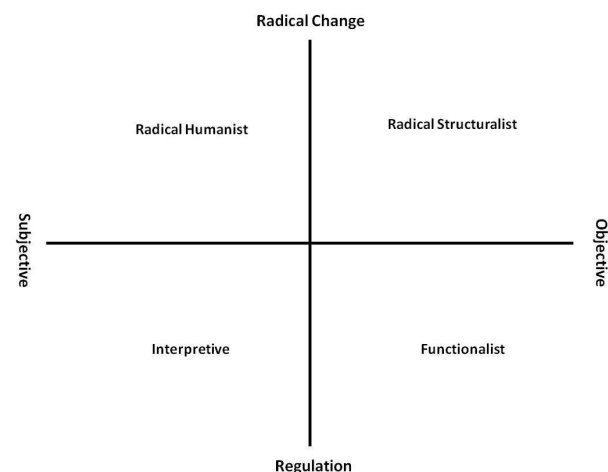 Radical Change
Radical Humanist
Radical Structuralist
Subjective
Objective
Interpretive
Functionalist
Regulation